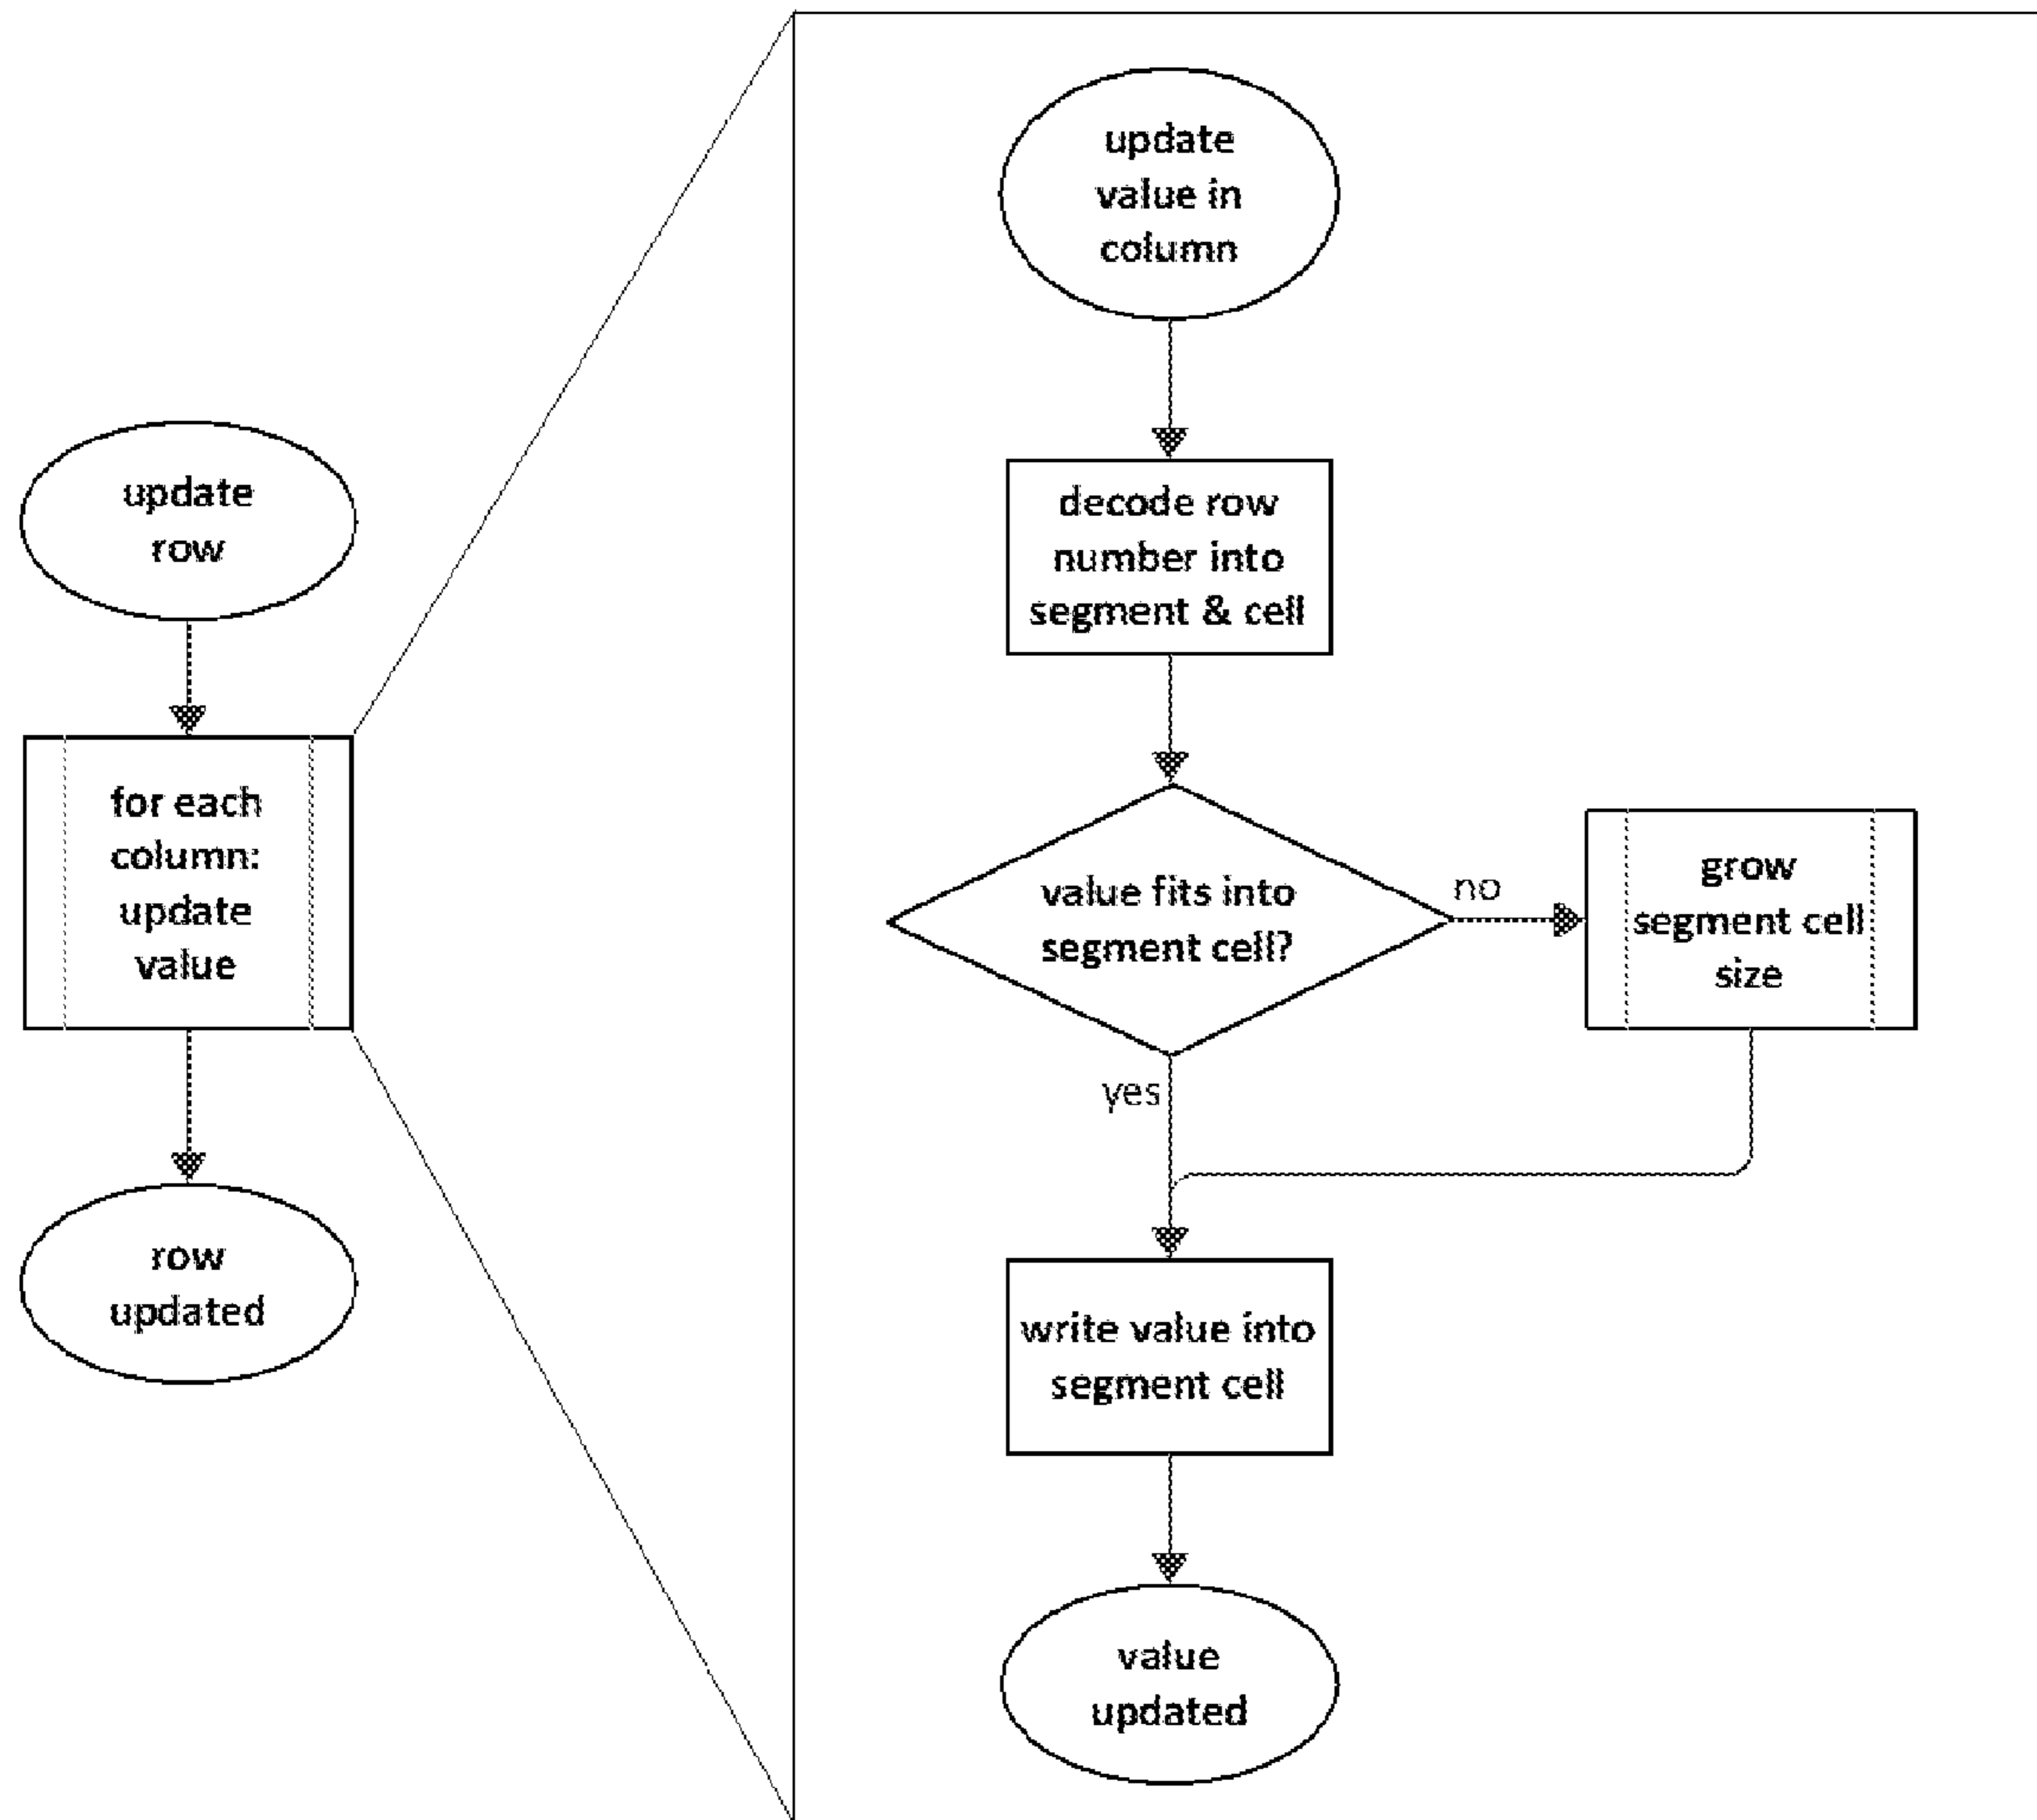 update
row
for each
column:
update
value
row
updated
update
value in
column
decode row
number into
segment & cell
value fits into
segment cell?
no
grow
segment cell
size
yes
write value into
segment cell
value
updated